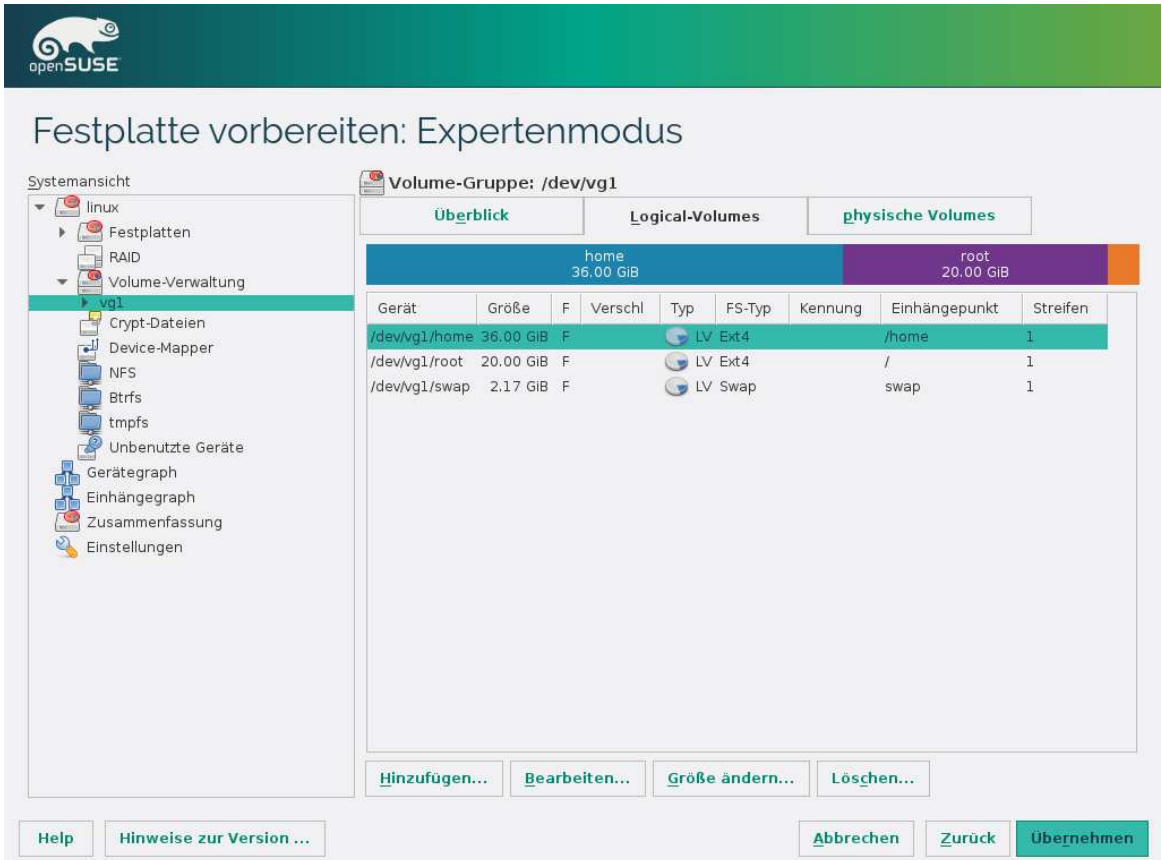 openSUSE
Festplatte vorbereiten: Expertenmodus
Systemansicht
linux
Festplatten
RAID
Volume-Verwaltung
vg1
Crypt-Dateien
Device-Mapper
NFS
Btrfs
tmpfs
Unbenutzte Geräte
Gerätegraph
Einhängegraph
Zusammenfassung
Einstellungen
Volume-Gruppe: /dev/vg1
Überblick Logical-Volumes physische Volumes
home root
36.00 GiB 20.00 GiB
Gerät Größe F Verschl Typ FS-Typ Kennung Einhängepunkt Streifen
/dev/vg1/home 36.00 GiB F LV Ext4 /home 1
/dev/vg1/root 20.00 GiB F LV Ext4 / 1
/dev/vg1/swap 2.17 GiB F LV Swap swap 1
Hinzufügen... Bearbeiten... Größe ändern... Löschen...
Help Hinweise zur Version ... Abbrechen Zurück Übernehmen